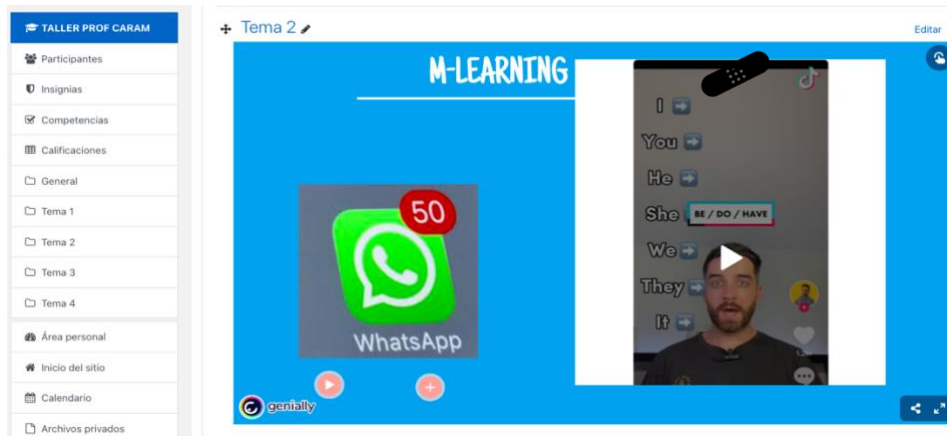 TALLER PROF CARAM
Participantes
Insignias
Competencias
Calificaciones
General
Tema 1
Tema 2
Tema 3
Tema 4
Área personal
Inicio del sitio
Calendario
Archivos privados
Tema 2
Editar
M-LEARNING
50
WhatsApp
genially
I
You
He
She
BE / DO / HAVE
We
They
It